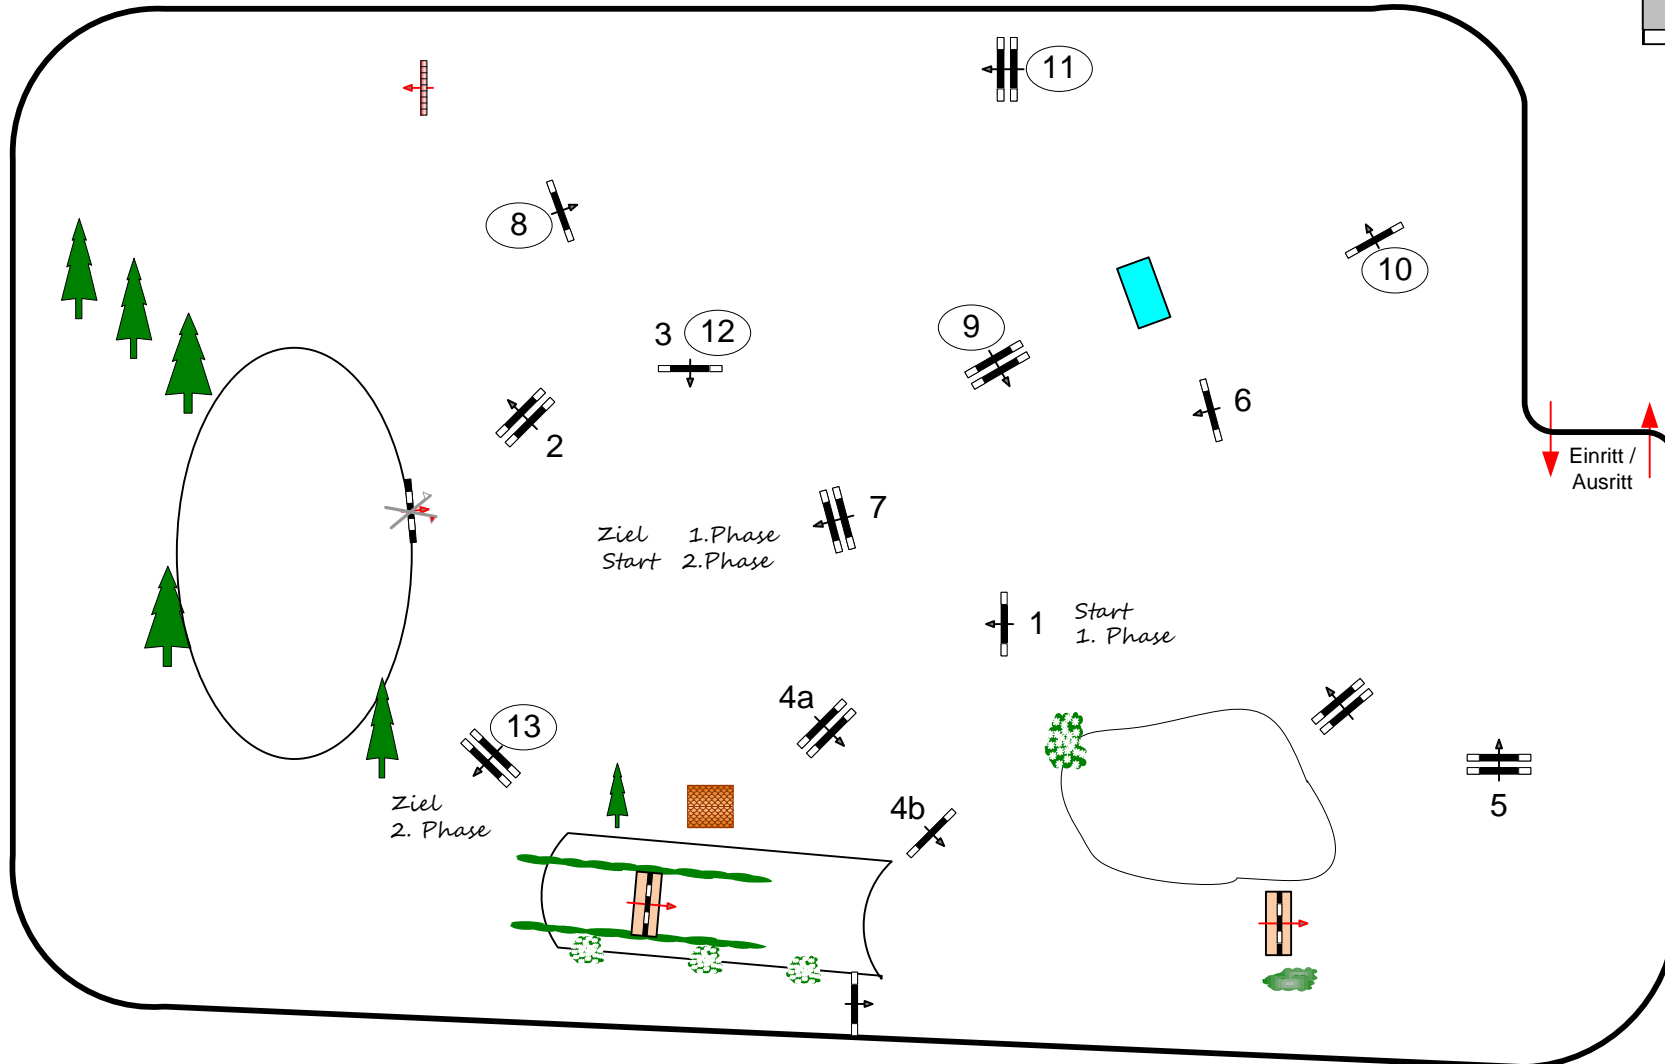 11
8
10
3 12
9
6
2
Einritt /
Ausritt
7
Ziel 1.Phase
Start 2.Phase
1
Start
1. Phase
4a
13
5
Ziel
2. Phase
4b